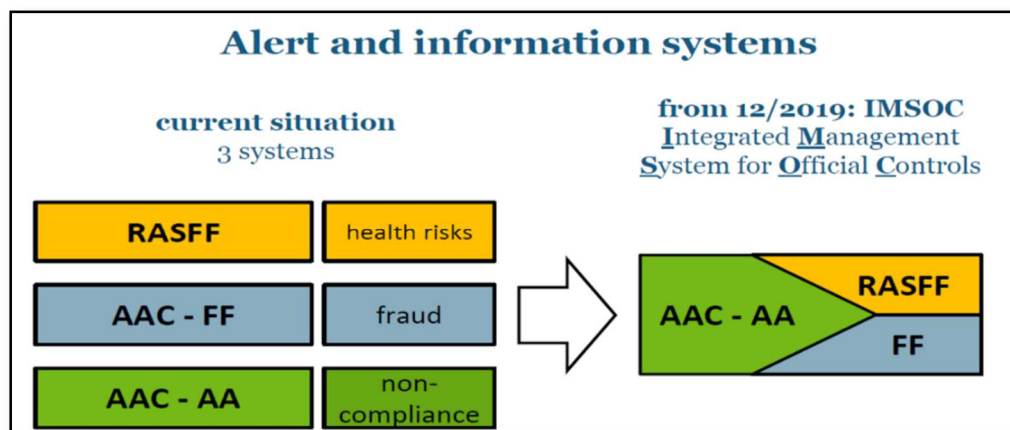 Alert and information systems
current situation
3 systems
from 12/2019: IMSOC
Integrated Management
System for Official Controls
RASFF
health risks
AAC - FF
fraud
AAC - AA
non-
compliance
AAC - AA
RASFF
FF